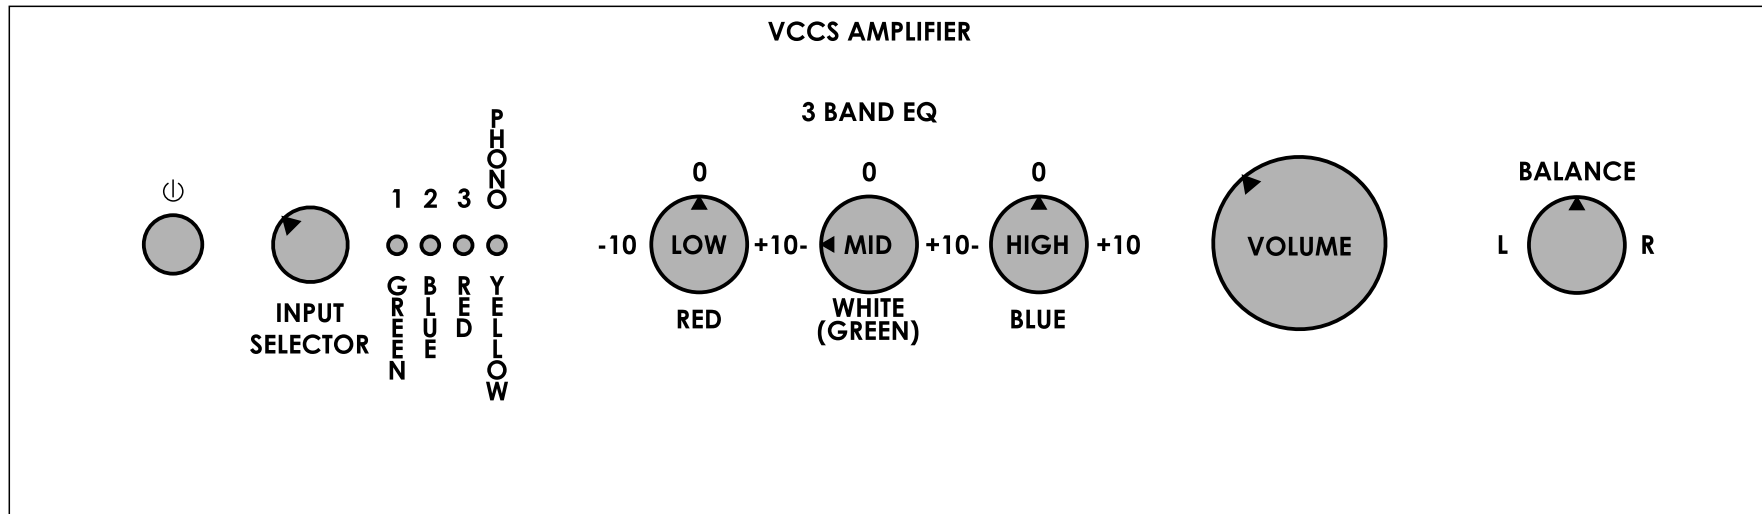 VCCS AMPLIFIER
3 BAND EQ
PHONO
1 2 3
0 0 0
BALANCE
-10 LOW +10- MID +10- HIGH +10
VOLUME
L R
INPUT
SELECTOR
GREEN
BLUE
RED
YELLOW
RED
WHITE
(GREEN)
BLUE